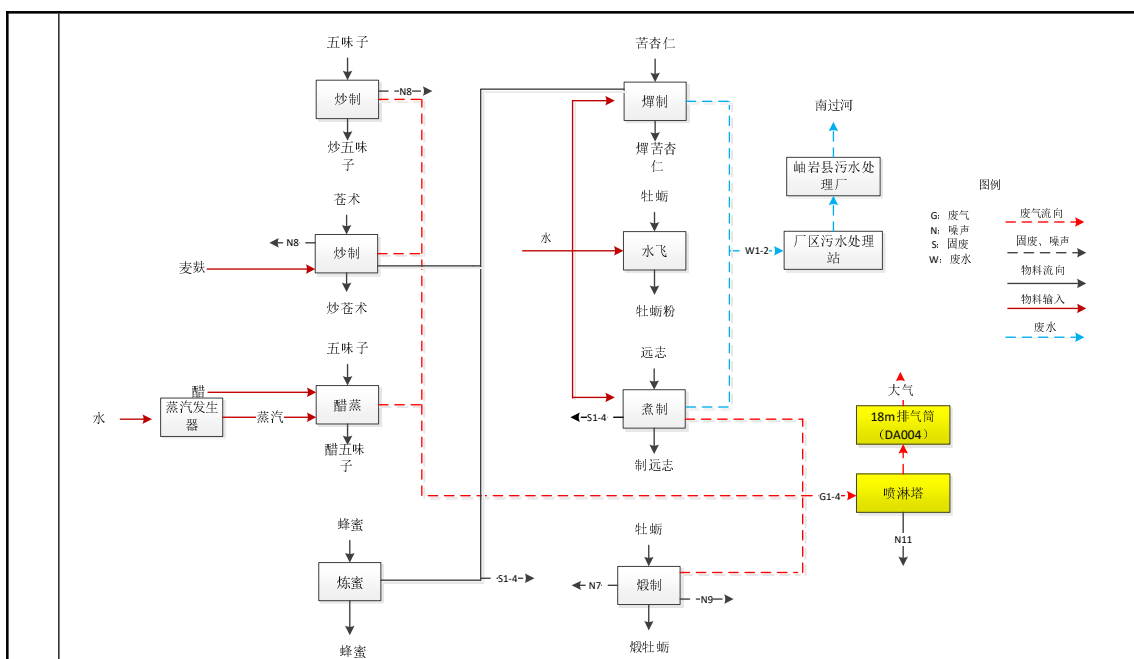 五味子
炒制
N8
炒五味
子
苍术
N8
炒制
麦麸
炒苍术
五味子
醋
水
蒸汽发生
器
蒸汽
醋蒸
醋五味
子
蜂蜜
炼蜜
S1-4
蜂蜜
苦杏仁
燀制
燀苦杏
仁
牡蛎
水
水飞
牡蛎粉
远志
S1-4
煮制
制远志
牡蛎
N7
煅制
N9
煅牡蛎
南过河
岫岩县污水处
理厂
W1-2
厂区污水处理
站
大气
18m排气筒
（DA004）
G1-4
喷淋塔
N11
图例
G：废气
N：噪声
S：固废
W：废水
废气流向
固废、噪声
物料流向
物料输入
废水